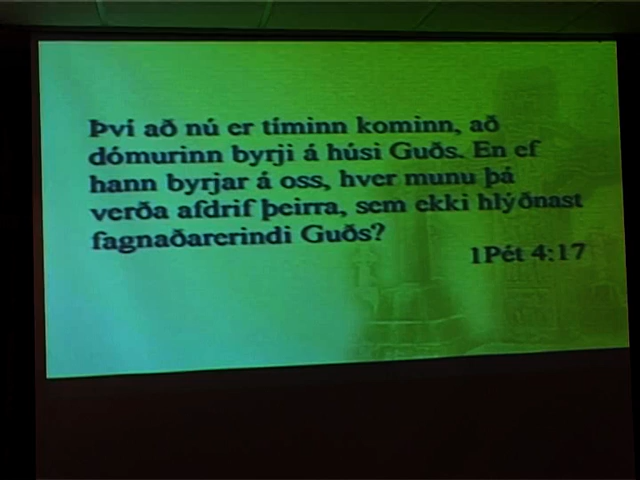 Því að nú er tíminn kominn, að
dómurinn byrji á húsi Guðs. En ef
hann byrjar á oss, hver munu þá
verða afdrif þeirra, sem ekki hlýðnast
fagnaðarerindi Guðs?
1Pét 4:17